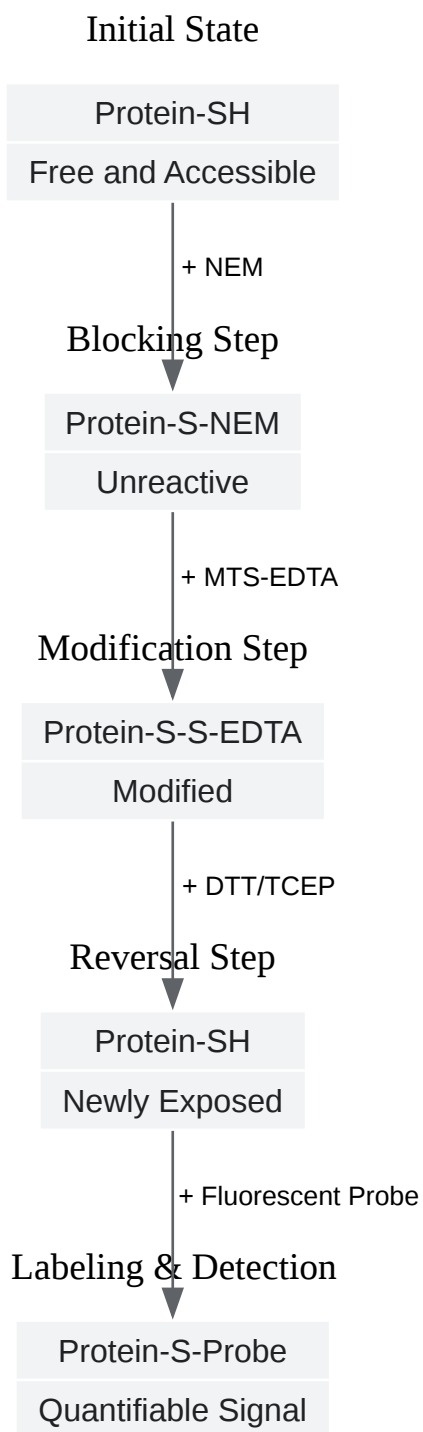 Initial State
Protein-SH
Free and Accessible
+ NEM
Blocking Step
Protein-S-NEM
Unreactive
+ MTS-EDTA
Modification Step
Protein-S-S-EDTA
Modified
+ DTT/TCEP
Reversal Step
Protein-SH
Newly Exposed
+ Fluorescent Probe
Labeling & Detection
Protein-S-Probe
Quantifiable Signal